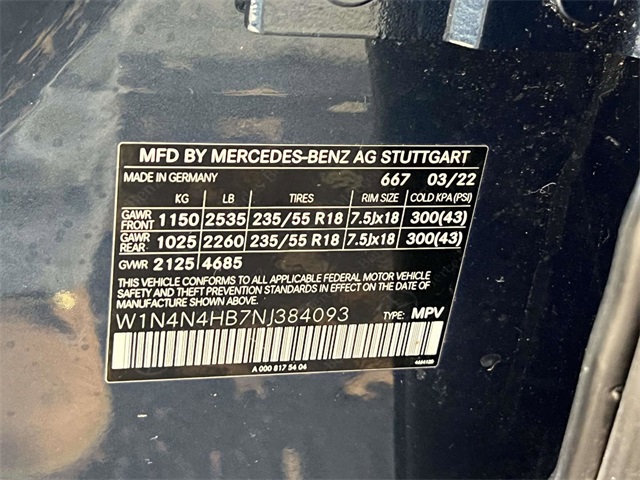 MFD BY MERCEDES-BENZ AG STUTTGART
MADE IN GERMANY 667 03/22
KG LB TIRES RIM SIZE COLD KPA (PSI)
GAWR FRONT 1150 2535 235/55 R18 7.5Jx18 300(43)
GAWR REAR 1025 2260 235/55 R18 7.5Jx18 300(43)
GVWR 2125 4685
THIS VEHICLE CONFORMS TO ALL APPLICABLE FEDERAL MOTOR VEHICLE
SAFETY AND THEFT PREVENTION STANDARDS IN EFFECT ON THE DATE OF
MANUFACTURE SHOWN ABOVE.
W1N4N4HB7NJ384093 TYPE: MPV
A 000 817 54 04